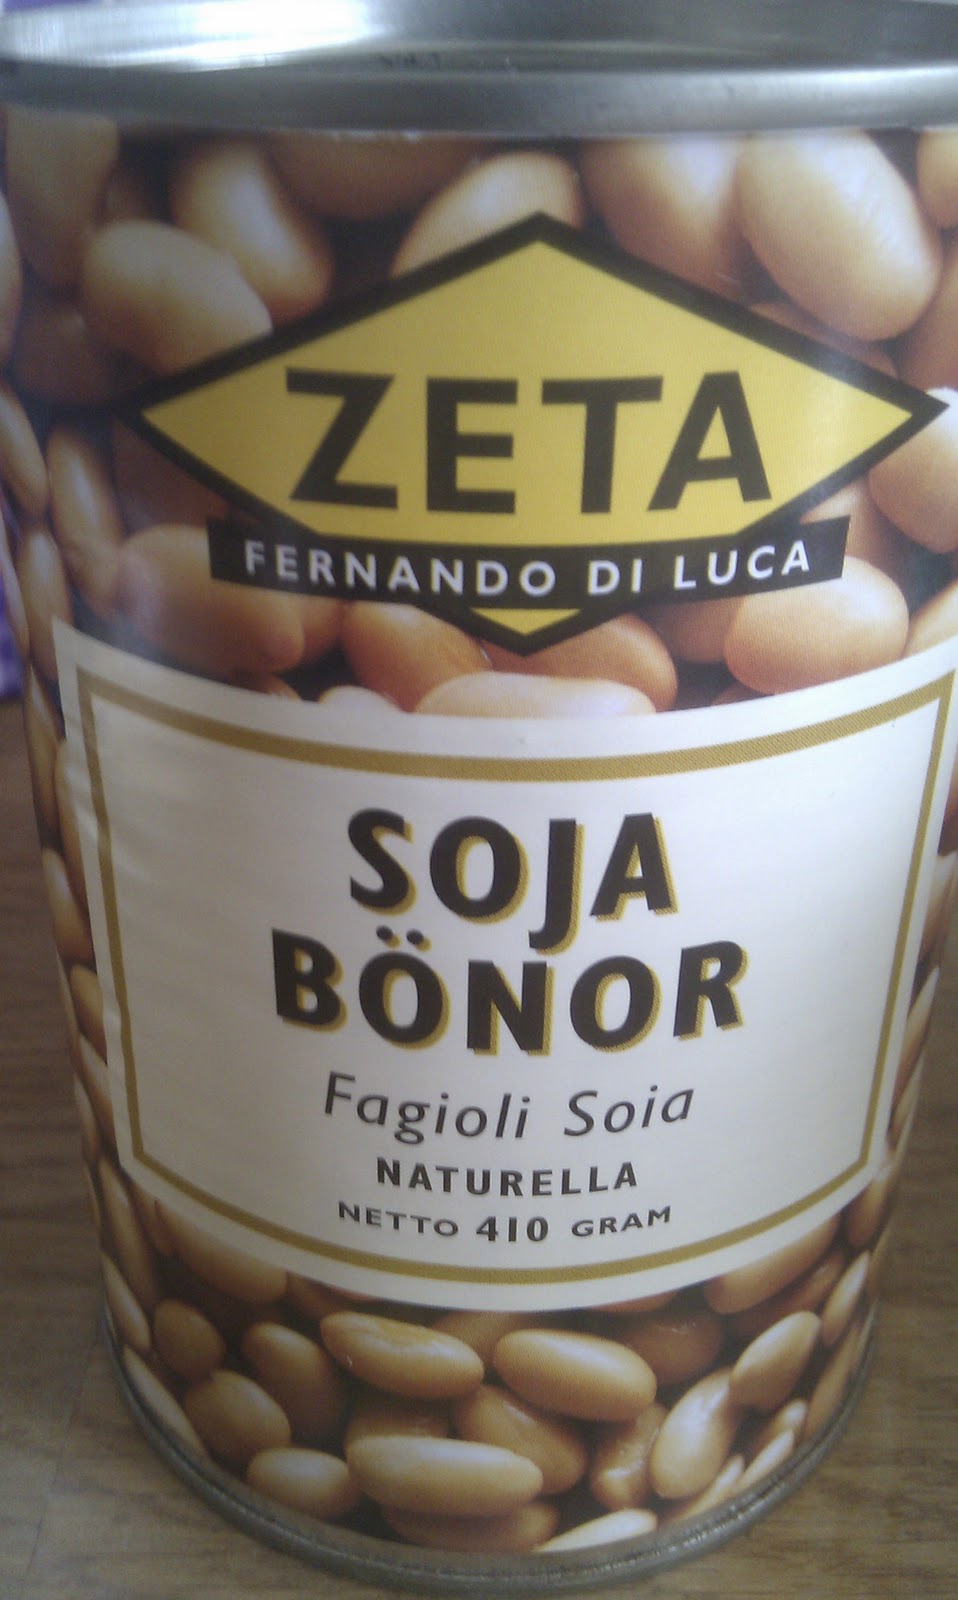 ZETA
FERNANDO DI LUCA
SOJA
BÖNOR
Fagioli Soia
NATURELLA
NETTO 410 GRAM